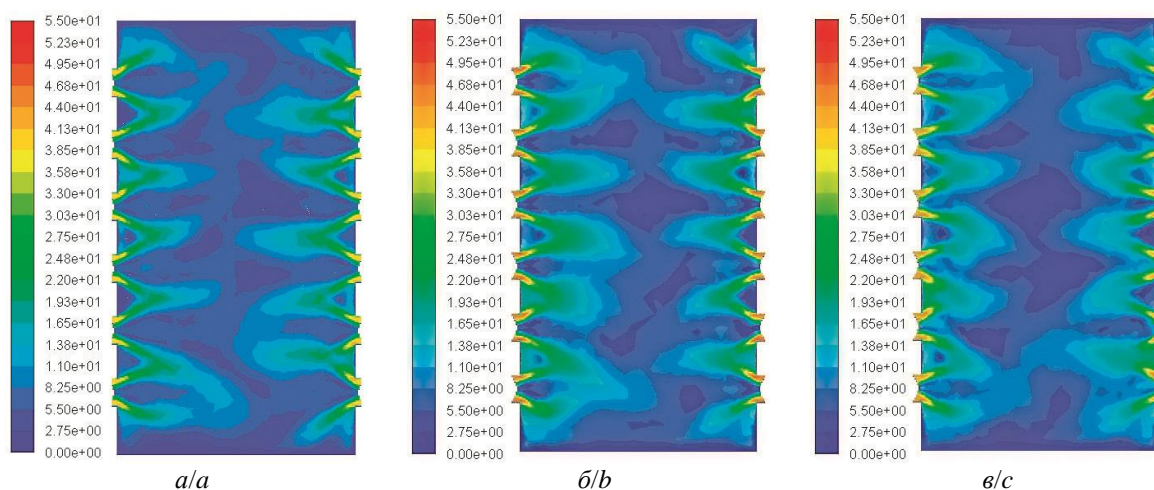 5.50e+01
5.23e+01
4.95e+01
4.68e+01
4.40e+01
4.13e+01
3.85e+01
3.58e+01
3.30e+01
3.03e+01
2.75e+01
2.48e+01
2.20e+01
1.93e+01
1.65e+01
1.38e+01
1.10e+01
8.25e+00
5.50e+00
2.75e+00
0.00e+00
а/a
5.50e+01
5.23e+01
4.95e+01
4.68e+01
4.40e+01
4.13e+01
3.85e+01
3.58e+01
3.30e+01
3.03e+01
2.75e+01
2.48e+01
2.20e+01
1.93e+01
1.65e+01
1.38e+01
1.10e+01
8.25e+00
5.50e+00
2.75e+00
0.00e+00
б/b
5.50e+01
5.23e+01
4.95e+01
4.68e+01
4.40e+01
4.13e+01
3.85e+01
3.58e+01
3.30e+01
3.03e+01
2.75e+01
2.48e+01
2.20e+01
1.93e+01
1.65e+01
1.38e+01
1.10e+01
8.25e+00
5.50e+00
2.75e+00
0.00e+00
в/c